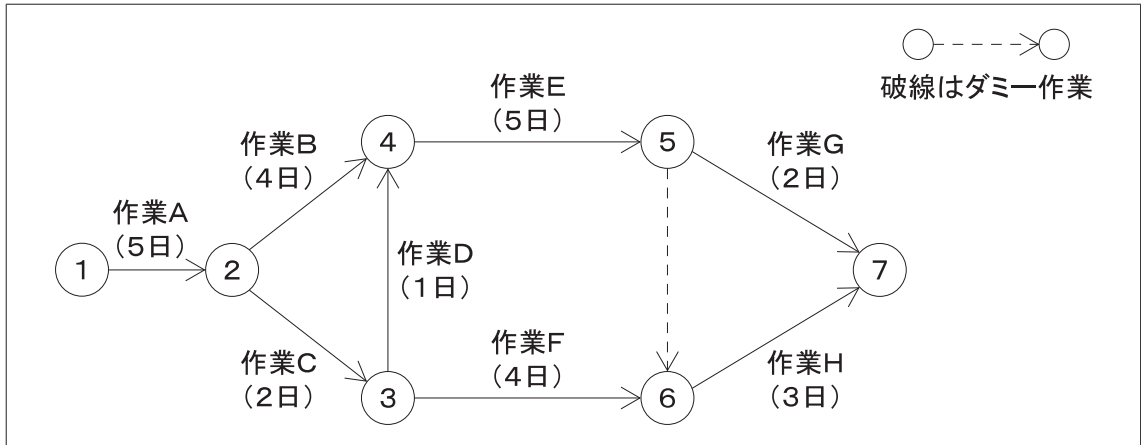 破線はダミー作業
作業E
(5日)
作業B
(4日)
4
5
作業G
(2日)
作業A
(5日)
1
2
作業D
(1日)
7
作業C
(2日)
3
作業F
(4日)
6
作業H
(3日)